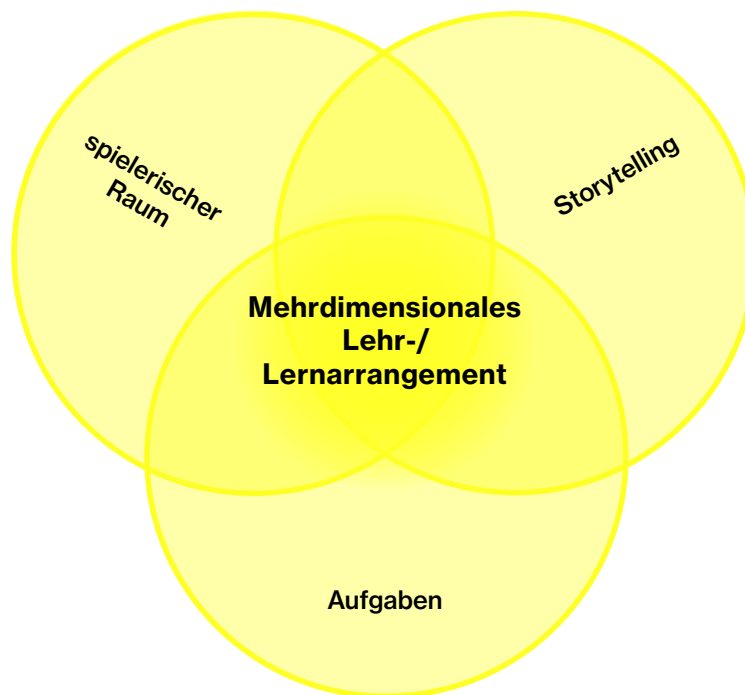 spielerischer
Raum
Storytelling
Mehrdimensionales
Lehr-/
Lernarrangement
Aufgaben